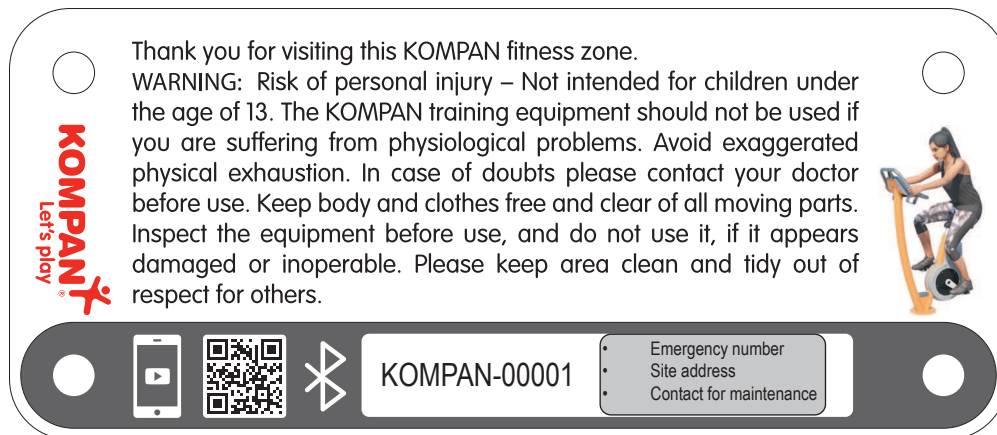 Thank you for visiting this KOMPAN fitness zone.
WARNING: Risk of personal injury – Not intended for children under
the age of 13. The KOMPAN training equipment should not be used if
you are suffering from physiological problems. Avoid exaggerated
physical exhaustion. In case of doubts please contact your doctor
before use. Keep body and clothes free and clear of all moving parts.
Inspect the equipment before use, and do not use it, if it appears
damaged or inoperable. Please keep area clean and tidy out of
respect for others.
KOMPAN®
Let's play
KOMPAN-00001
• Emergency number
• Site address
• Contact for maintenance